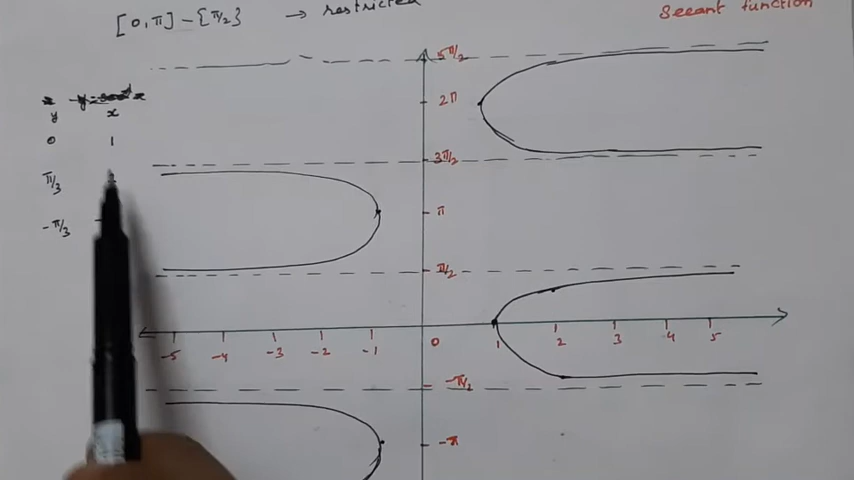 [0,π] - {π/2} → restricted
Secant function
5π/2
y x
2π
0 1
3π/2
π/3
π
-π/3
π/2
-5 -4 -3 -2 -1 0 1 2 3 4 5
-π/2
-π